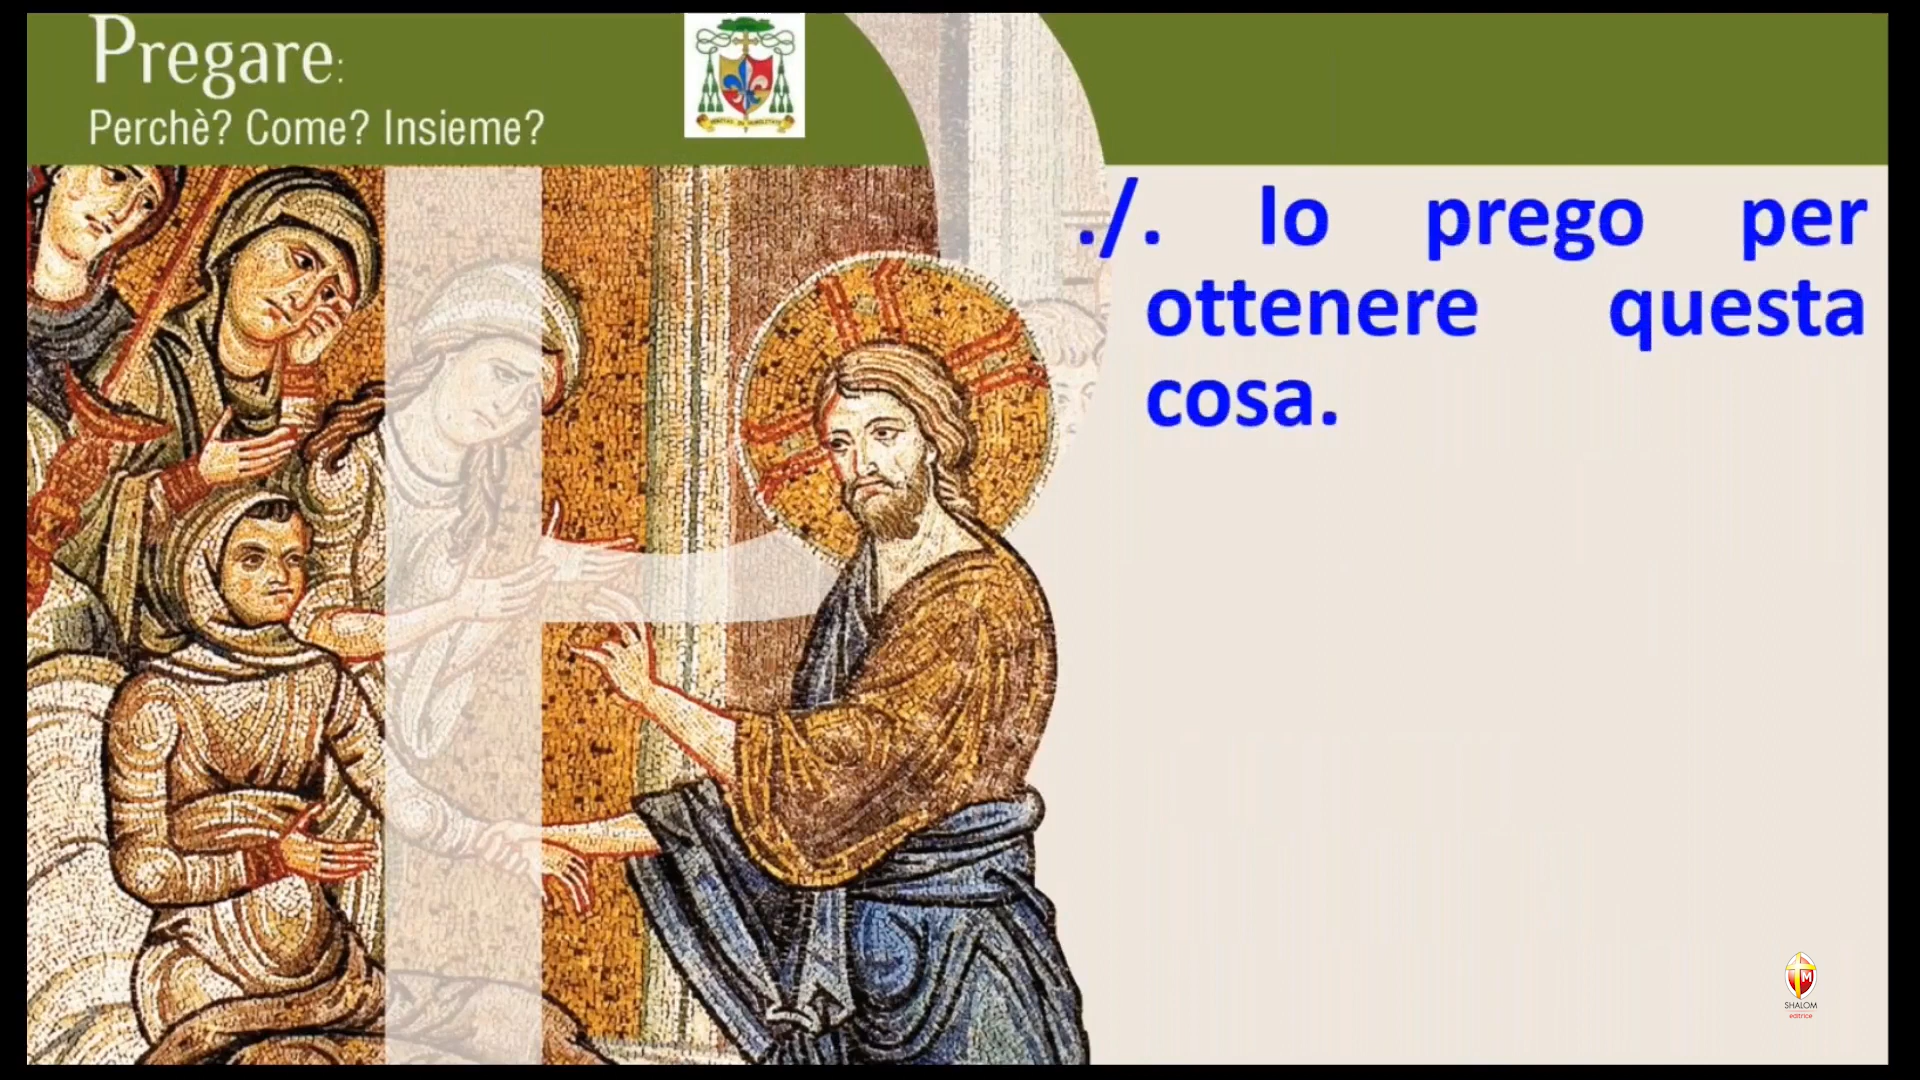 Pregare:
Perchè? Come? Insieme?
./. Io prego per
ottenere questa
cosa.
M
SHALOM
editrice